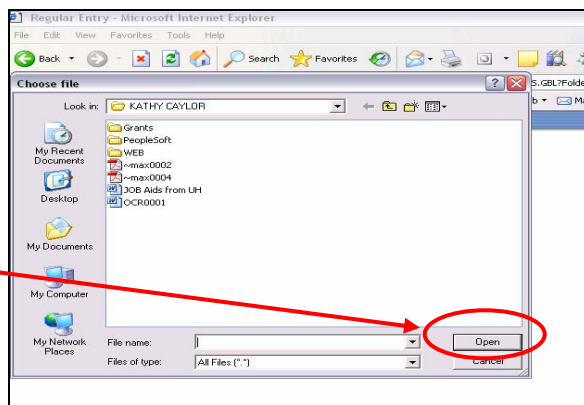 Regular Entry - Microsoft Internet Explorer
File Edit View Favorites Tools Help
Back Search Favorites
Choose file
S.GBL?Folde
Look in: KATHY CAYLOR
b Ma
My Recent Documents
Desktop
My Documents
My Computer
My Network Places
Grants
PeopleSoft
WEB
~max0002
~max0004
JOB Aids from UH
OCR0001
File name: Open
Files of type: All Files (*.*) Cancel